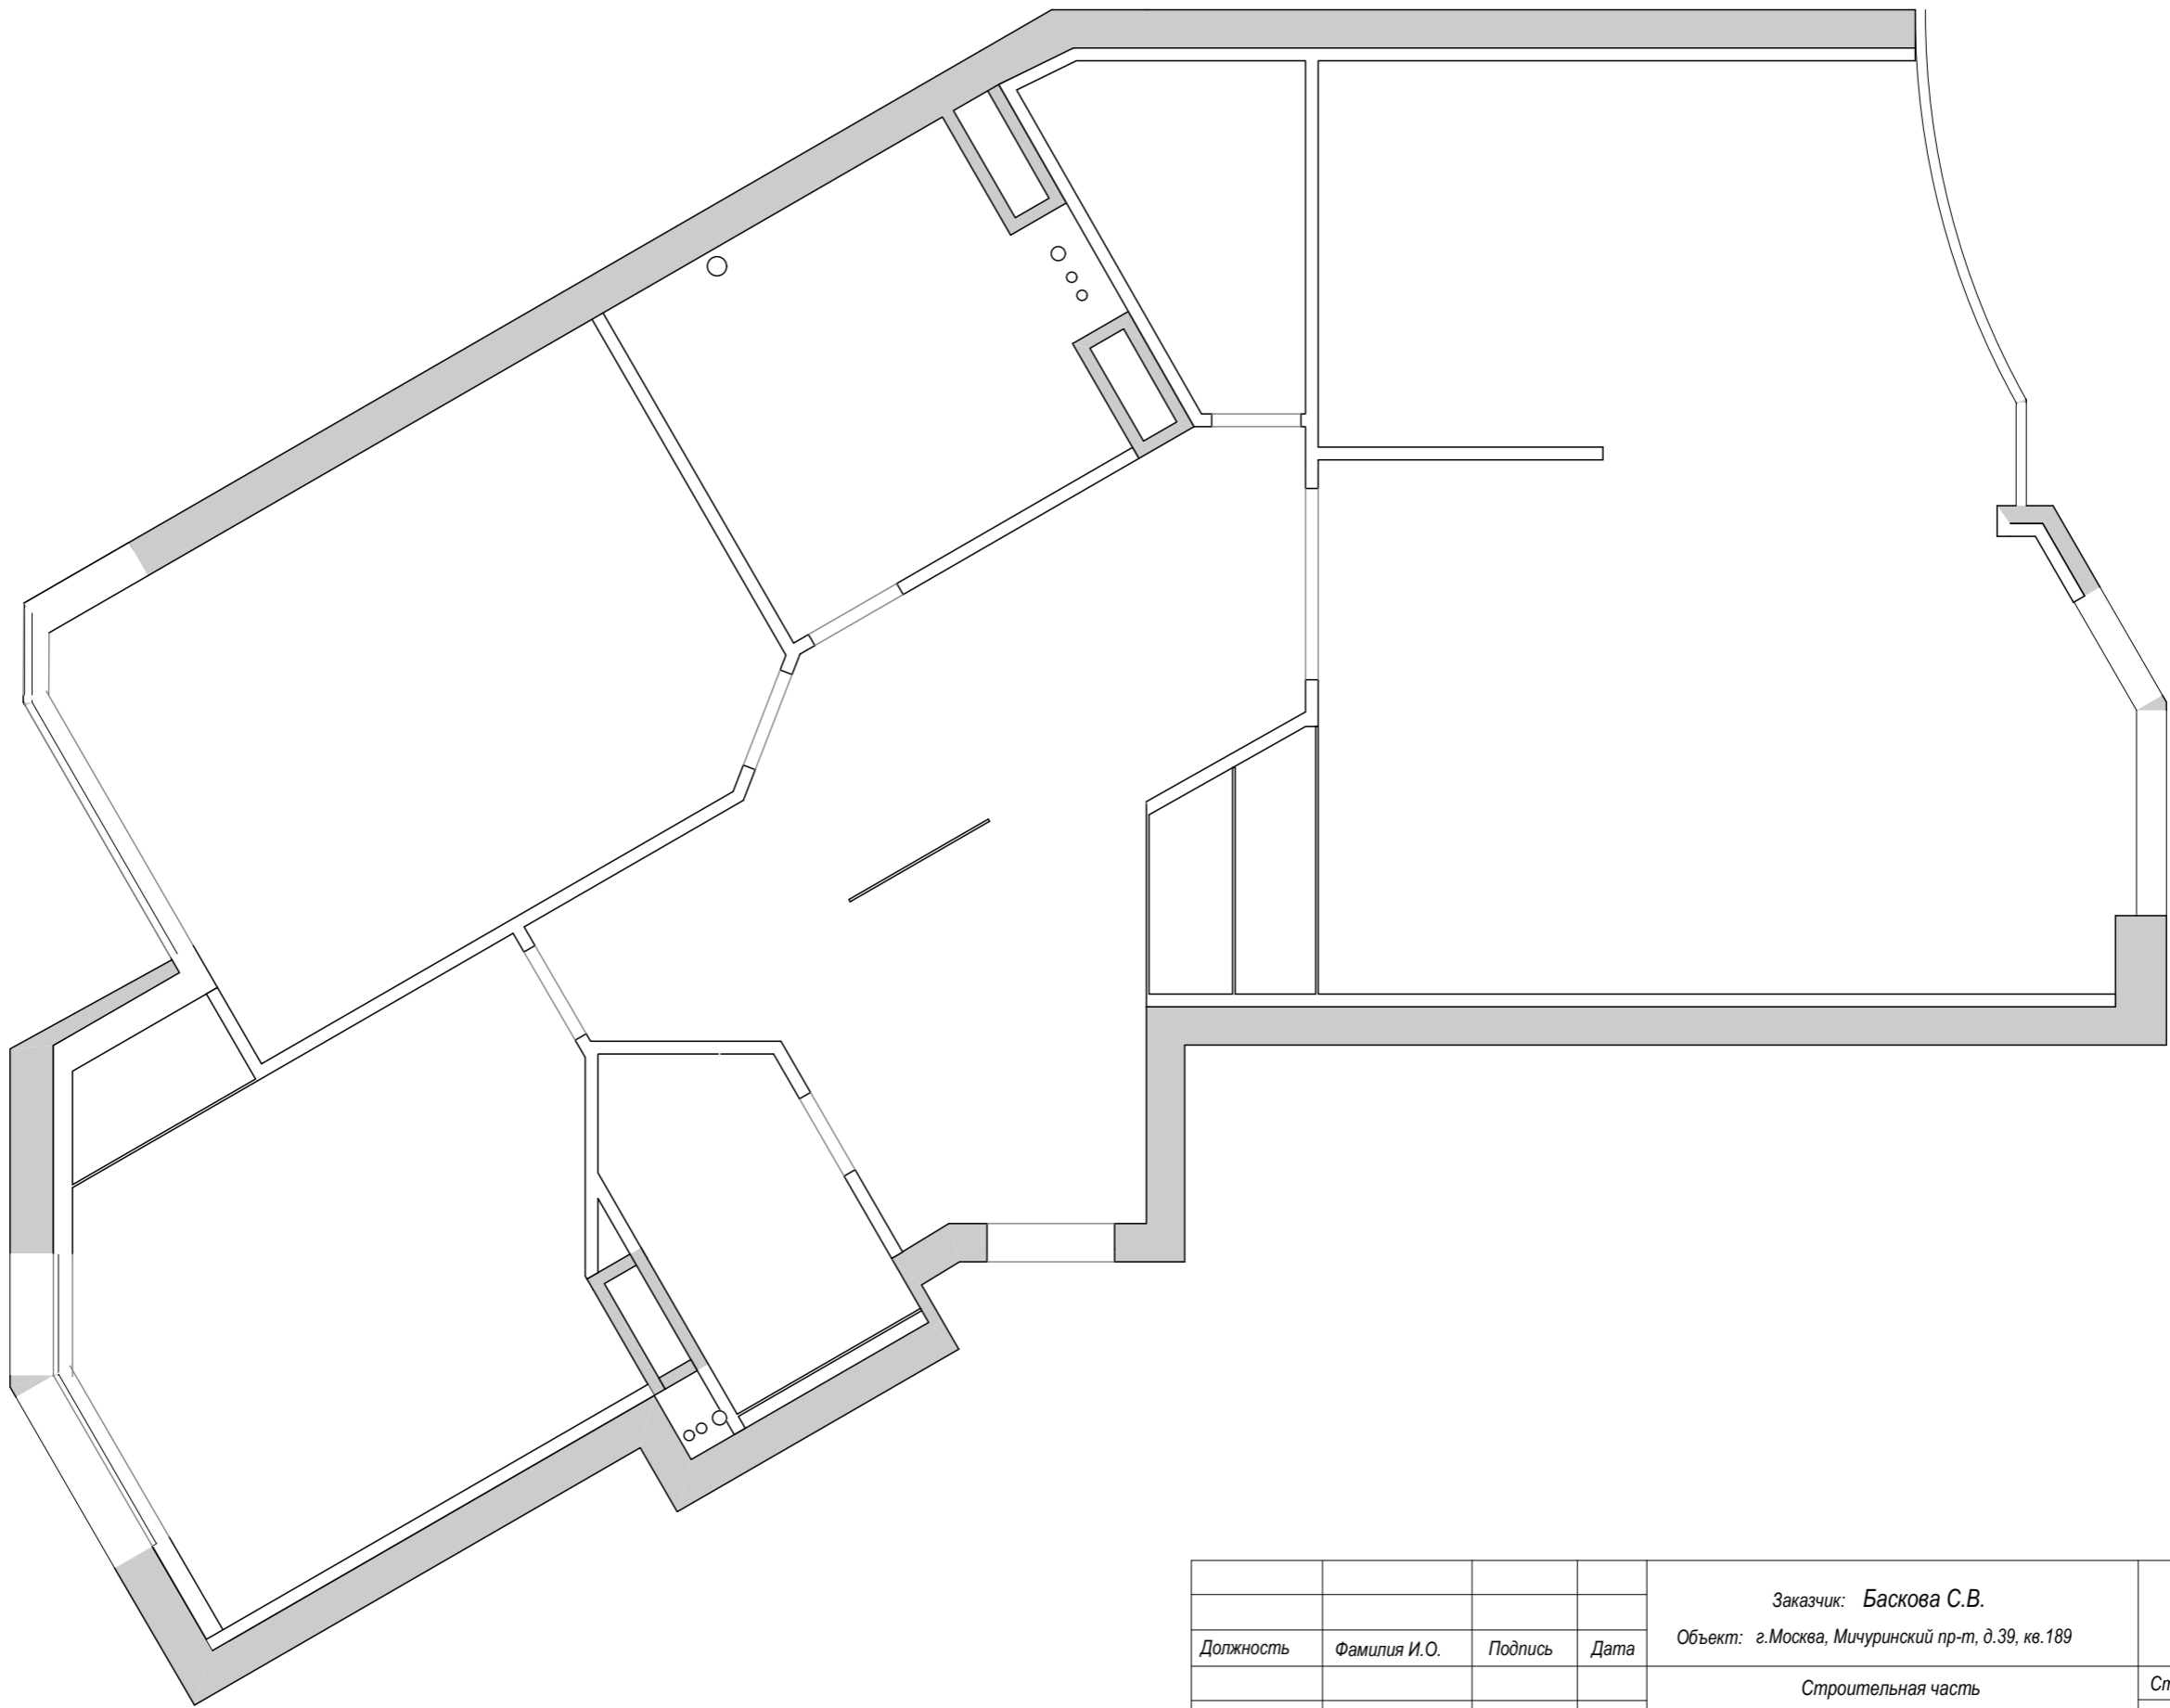 Заказчик: Баскова С.В.
Объект: г.Москва, Мичуринский пр-т, д.39, кв.189
Должность Фамилия И.О. Подпись Дата
Строительная часть